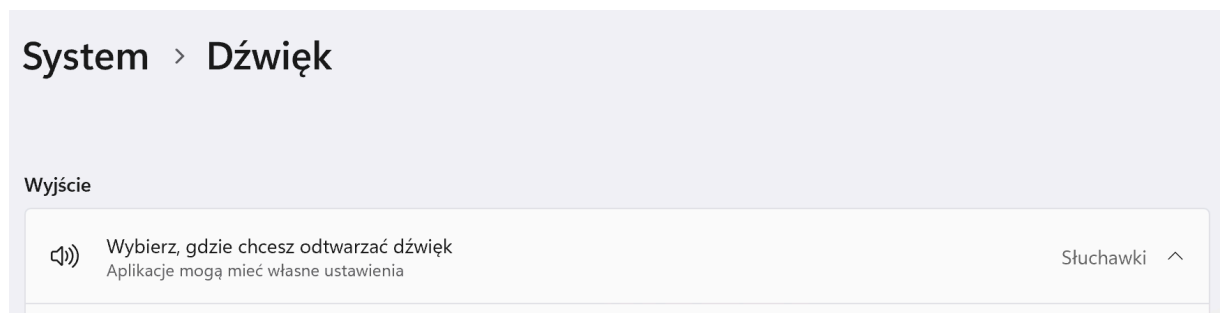 System > Dźwięk
Wyjście
Wybierz, gdzie chcesz odtwarzać dźwięk
Aplikacje mogą mieć własne ustawienia
Słuchawki